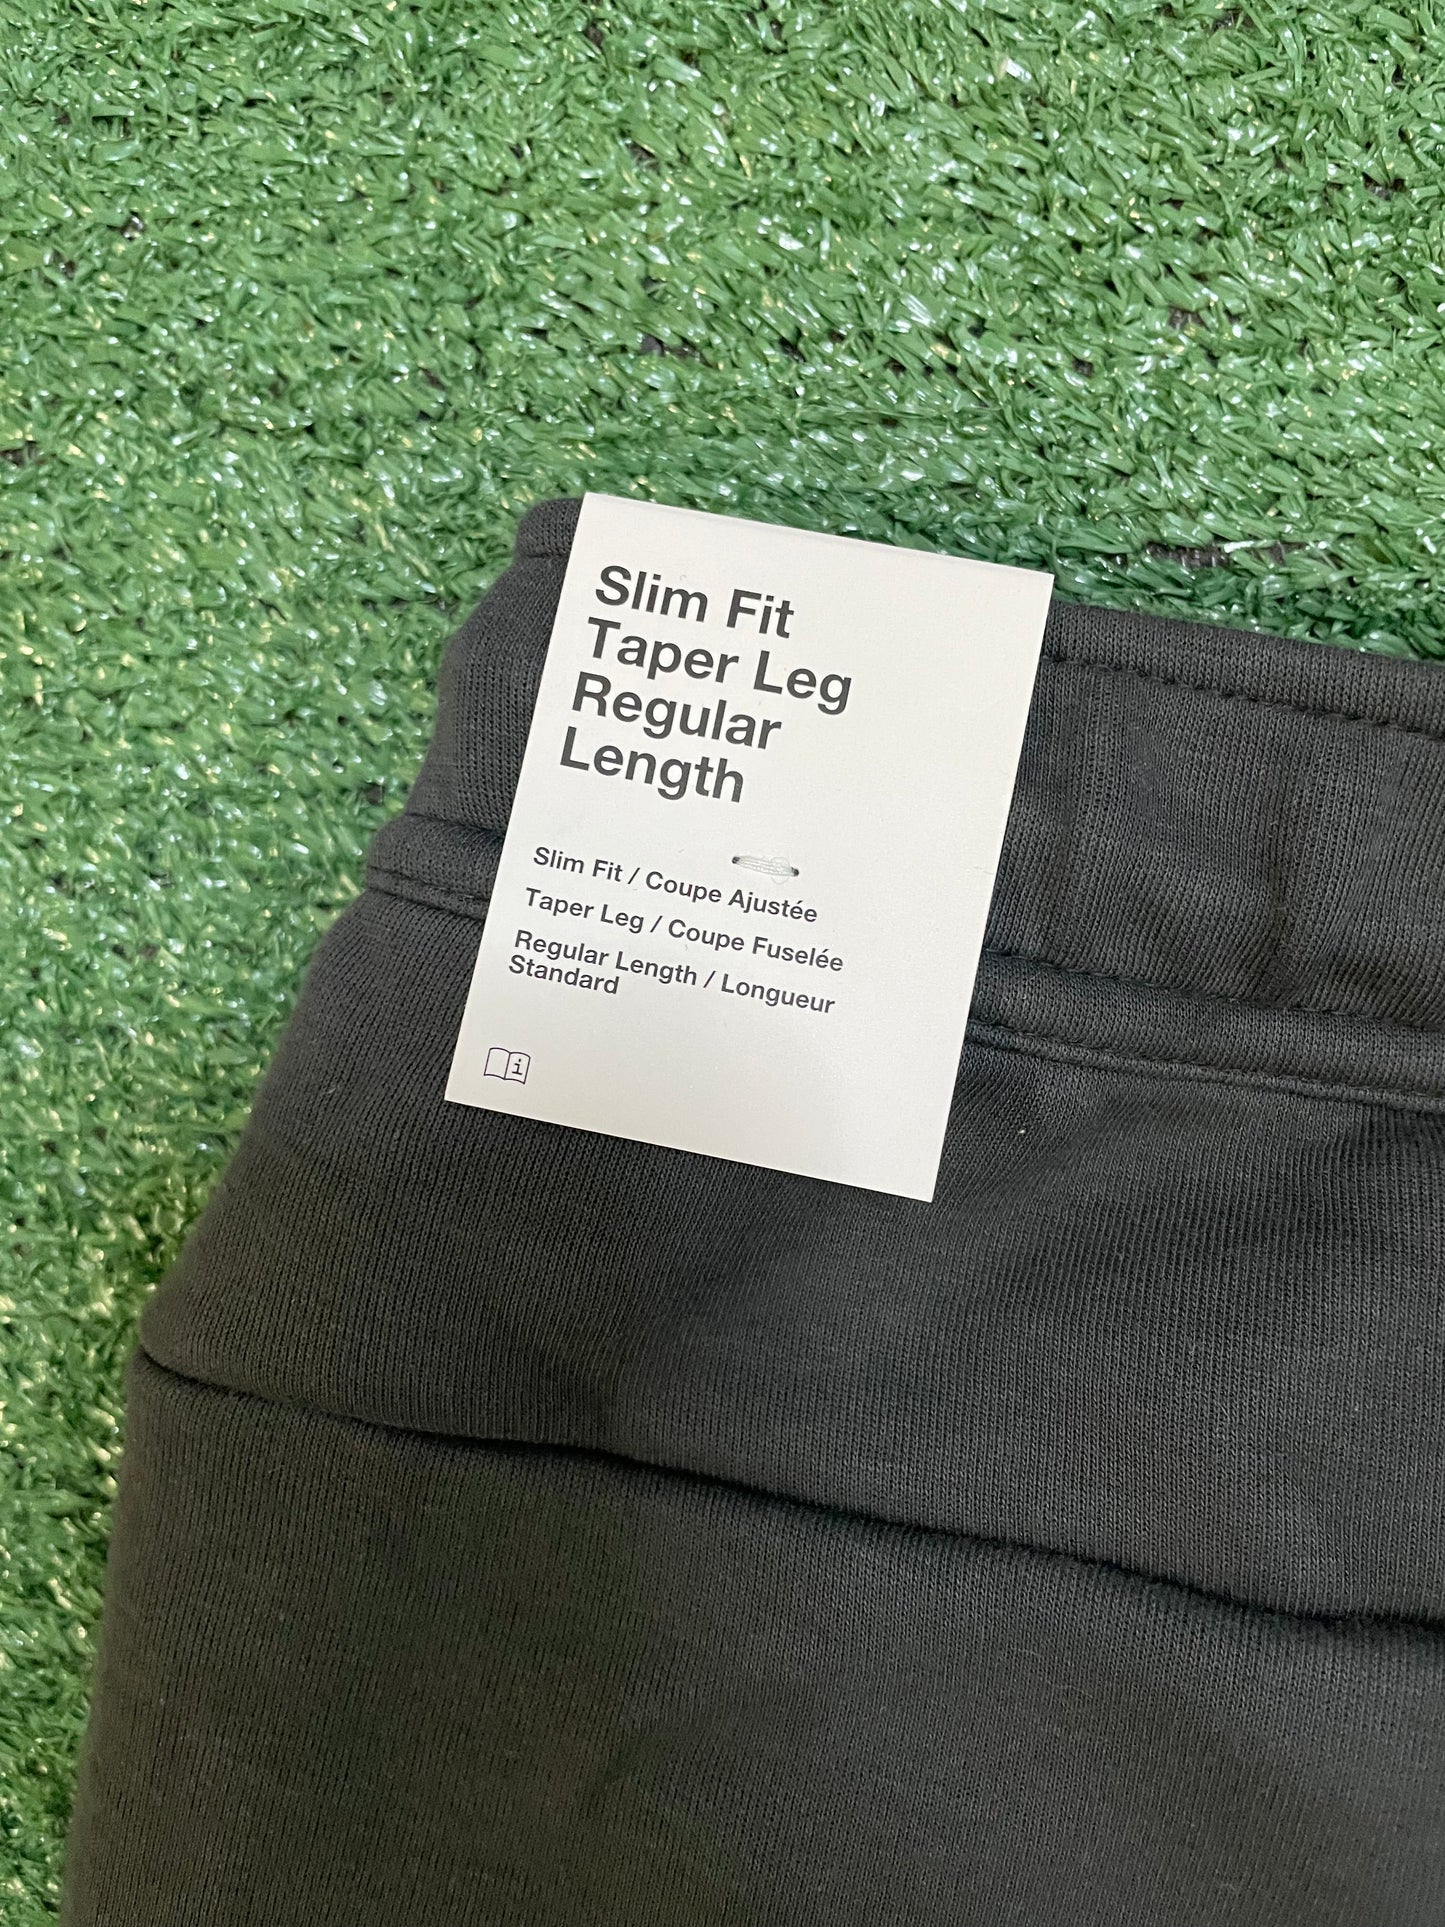 Slim Fit
Taper Leg
Regular
Length
Slim Fit / Coupe Ajustée
Taper Leg / Coupe Fuselée
Regular Length / Longueur
Standard
i